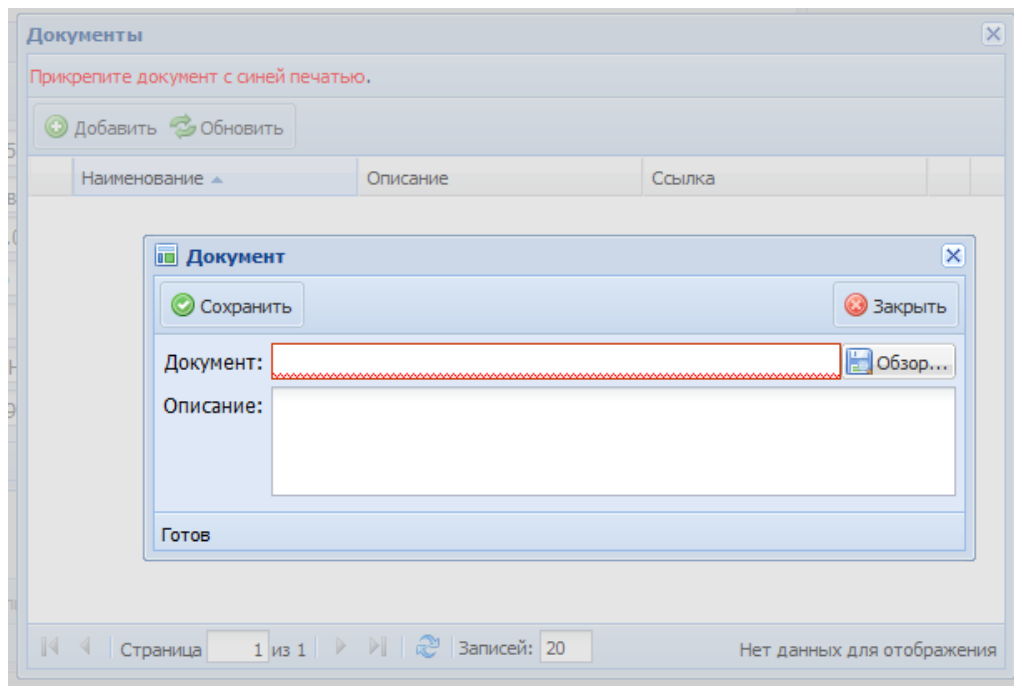 Документы
Прикрепите документ с синей печатью.
Добавить Обновить
Наименование Описание Ссылка
Документ
Сохранить Закрыть
Документ: Обзор...
Описание:
Готов
Страница 1 из 1 Записей: 20 Нет данных для отображения